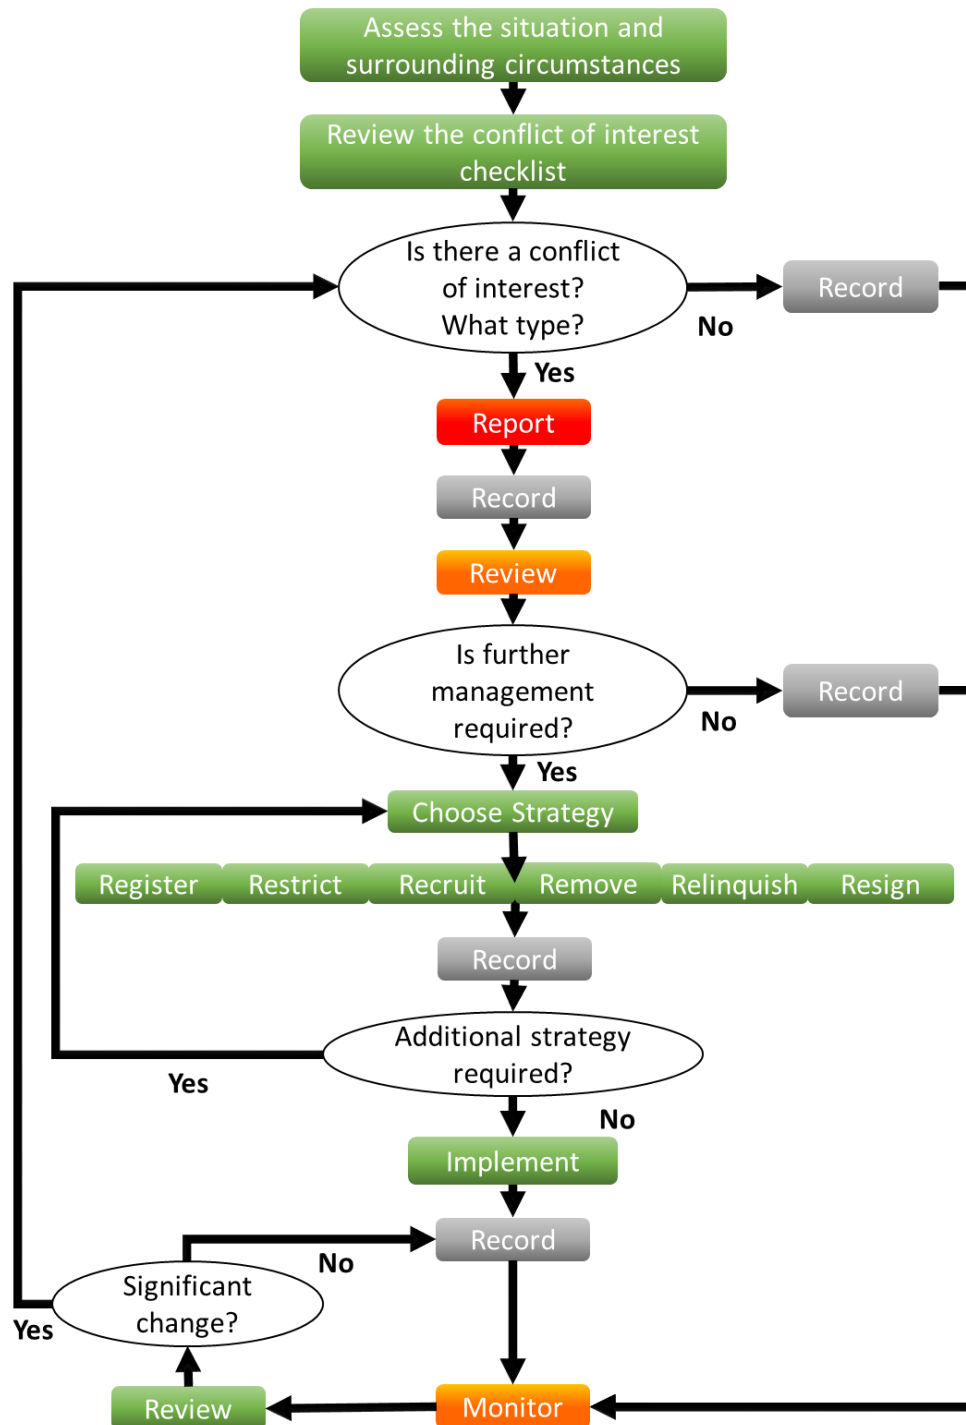 Assess the situation and
surrounding circumstances
Review the conflict of interest
checklist
Is there a conflict
of interest?
What type?
No
Record
Yes
Report
Record
Review
Is further
management
required?
No
Record
Yes
Choose Strategy
Register
Restrict
Recruit
Remove
Relinquish
Resign
Record
Additional strategy
required?
Yes
No
Implement
Record
No
Significant
change?
Yes
Review
Monitor